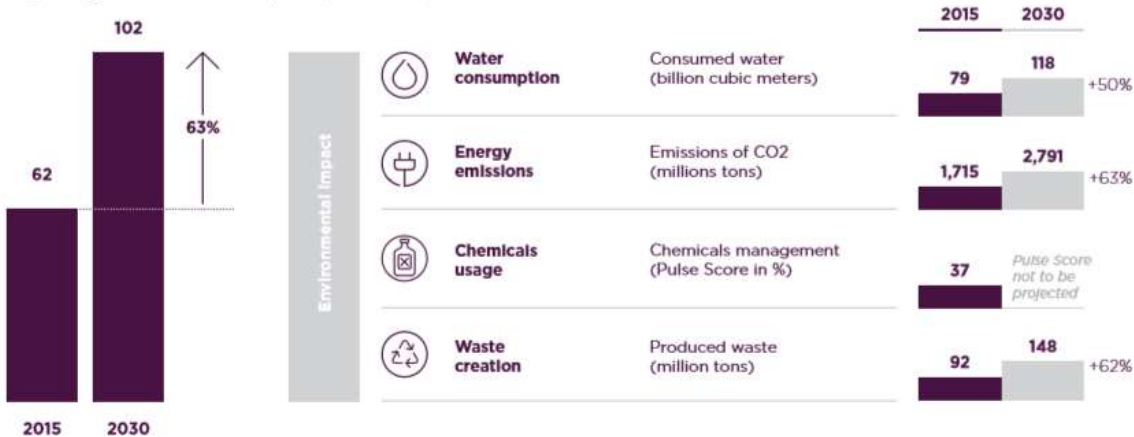 102
63%
62
2015
2030
Environmental Impact
2015
2030
Water
consumption
Consumed water
(billion cubic meters)
79
118
+50%
Energy
emissions
Emissions of CO2
(millions tons)
1,715
2,791
+63%
Chemicals
usage
Chemicals management
(Pulse Score in %)
37
Pulse Score
not to be
projected
Waste
creation
Produced waste
(million tons)
92
148
+62%